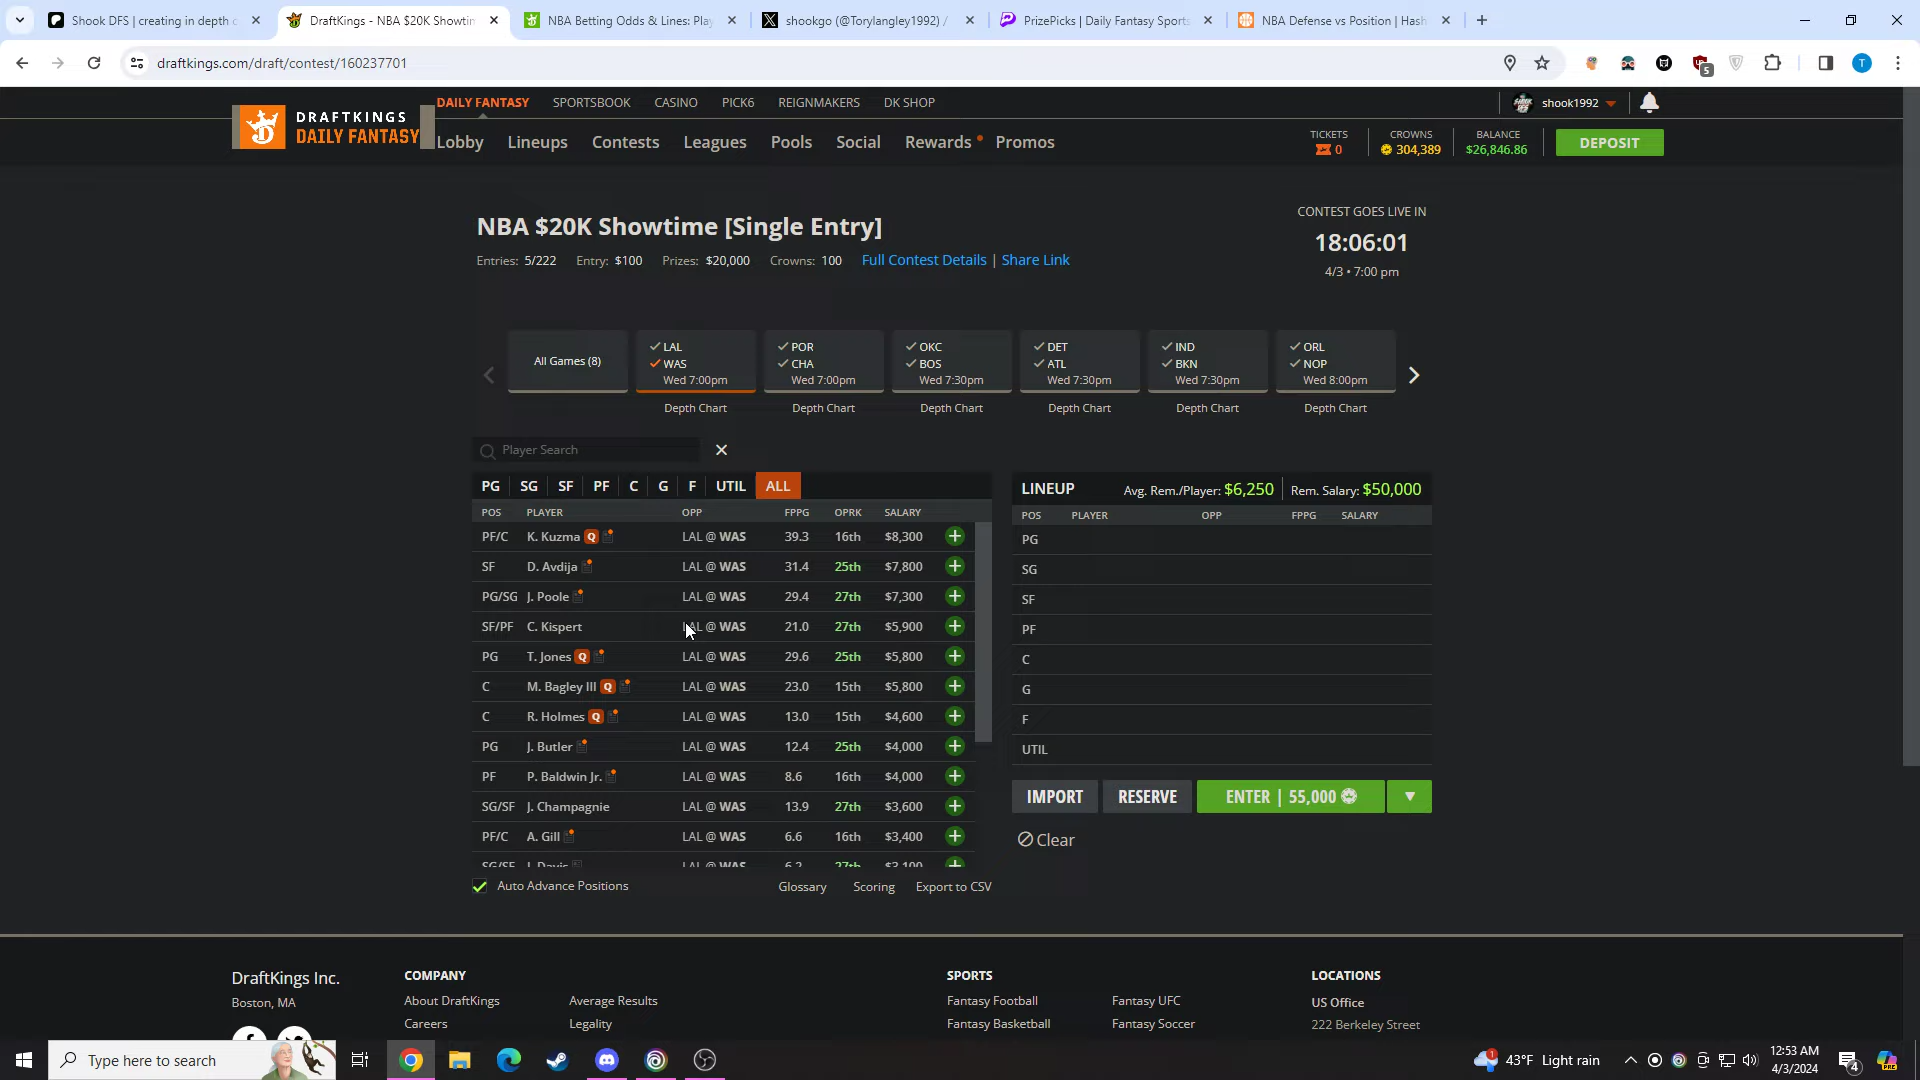 Shook DFS | creating in depth c
DraftKings - NBA $20K Showtim
NBA Betting Odds & Lines: Play
shookgo (@Torylangley1992) /
PrizePicks | Daily Fantasy Sports
NBA Defense vs Position | Hash
draftkings.com/draft/contest/160237701
5
T
DRAFTKINGS
DAILY FANTASY
DAILY FANTASY SPORTSBOOK CASINO PICK6 REIGNMAKERS DK SHOP
shook1992
Lobby Lineups Contests Leagues Pools Social Rewards Promos
TICKETS
0
CROWNS
304,389
BALANCE
$26,846.86
DEPOSIT
NBA $20K Showtime [Single Entry]
Entries: 5/222 Entry: $100 Prizes: $20,000 Crowns: 100 Full Contest Details | Share Link
CONTEST GOES LIVE IN
18:06:01
4/3 • 7:00 pm
All Games (8)
LAL
WAS
Wed 7:00pm
Depth Chart
POR
CHA
Wed 7:00pm
Depth Chart
OKC
BOS
Wed 7:30pm
Depth Chart
DET
ATL
Wed 7:30pm
Depth Chart
IND
BKN
Wed 7:30pm
Depth Chart
ORL
NOP
Wed 8:00pm
Depth Chart
Player Search
PG SG SF PF C G F UTIL ALL
POS PLAYER OPP FPPG OPRK SALARY
PF/C K. Kuzma Q LAL @ WAS 39.3 16th $8,300
SF D. Avdija LAL @ WAS 31.4 25th $7,800
PG/SG J. Poole LAL @ WAS 29.4 27th $7,300
SF/PF C. Kispert LAL @ WAS 21.0 27th $5,900
PG T. Jones Q LAL @ WAS 29.6 25th $5,800
C M. Bagley III Q LAL @ WAS 23.0 15th $5,800
C R. Holmes Q LAL @ WAS 13.0 15th $4,600
PG J. Butler LAL @ WAS 12.4 25th $4,000
PF P. Baldwin Jr. LAL @ WAS 8.6 16th $4,000
SG/SF J. Champagnie LAL @ WAS 13.9 27th $3,600
PF/C A. Gill LAL @ WAS 6.6 16th $3,400
SG/SF J. Davis LAL @ WAS 6.2 27th $3,100
Auto Advance Positions
Glossary Scoring Export to CSV
LINEUP Avg. Rem./Player: $6,250 Rem. Salary: $50,000
POS PLAYER OPP FPPG SALARY
PG
SG
SF
PF
C
G
F
UTIL
IMPORT RESERVE ENTER | 55,000
Clear
DraftKings Inc.
Boston, MA
COMPANY
About DraftKings
Careers
Average Results
Legality
SPORTS
Fantasy Football
Fantasy Basketball
Fantasy UFC
Fantasy Soccer
LOCATIONS
US Office
222 Berkeley Street
Type here to search
1
43°F Light rain
12:53 AM
4/3/2024
4
PRE